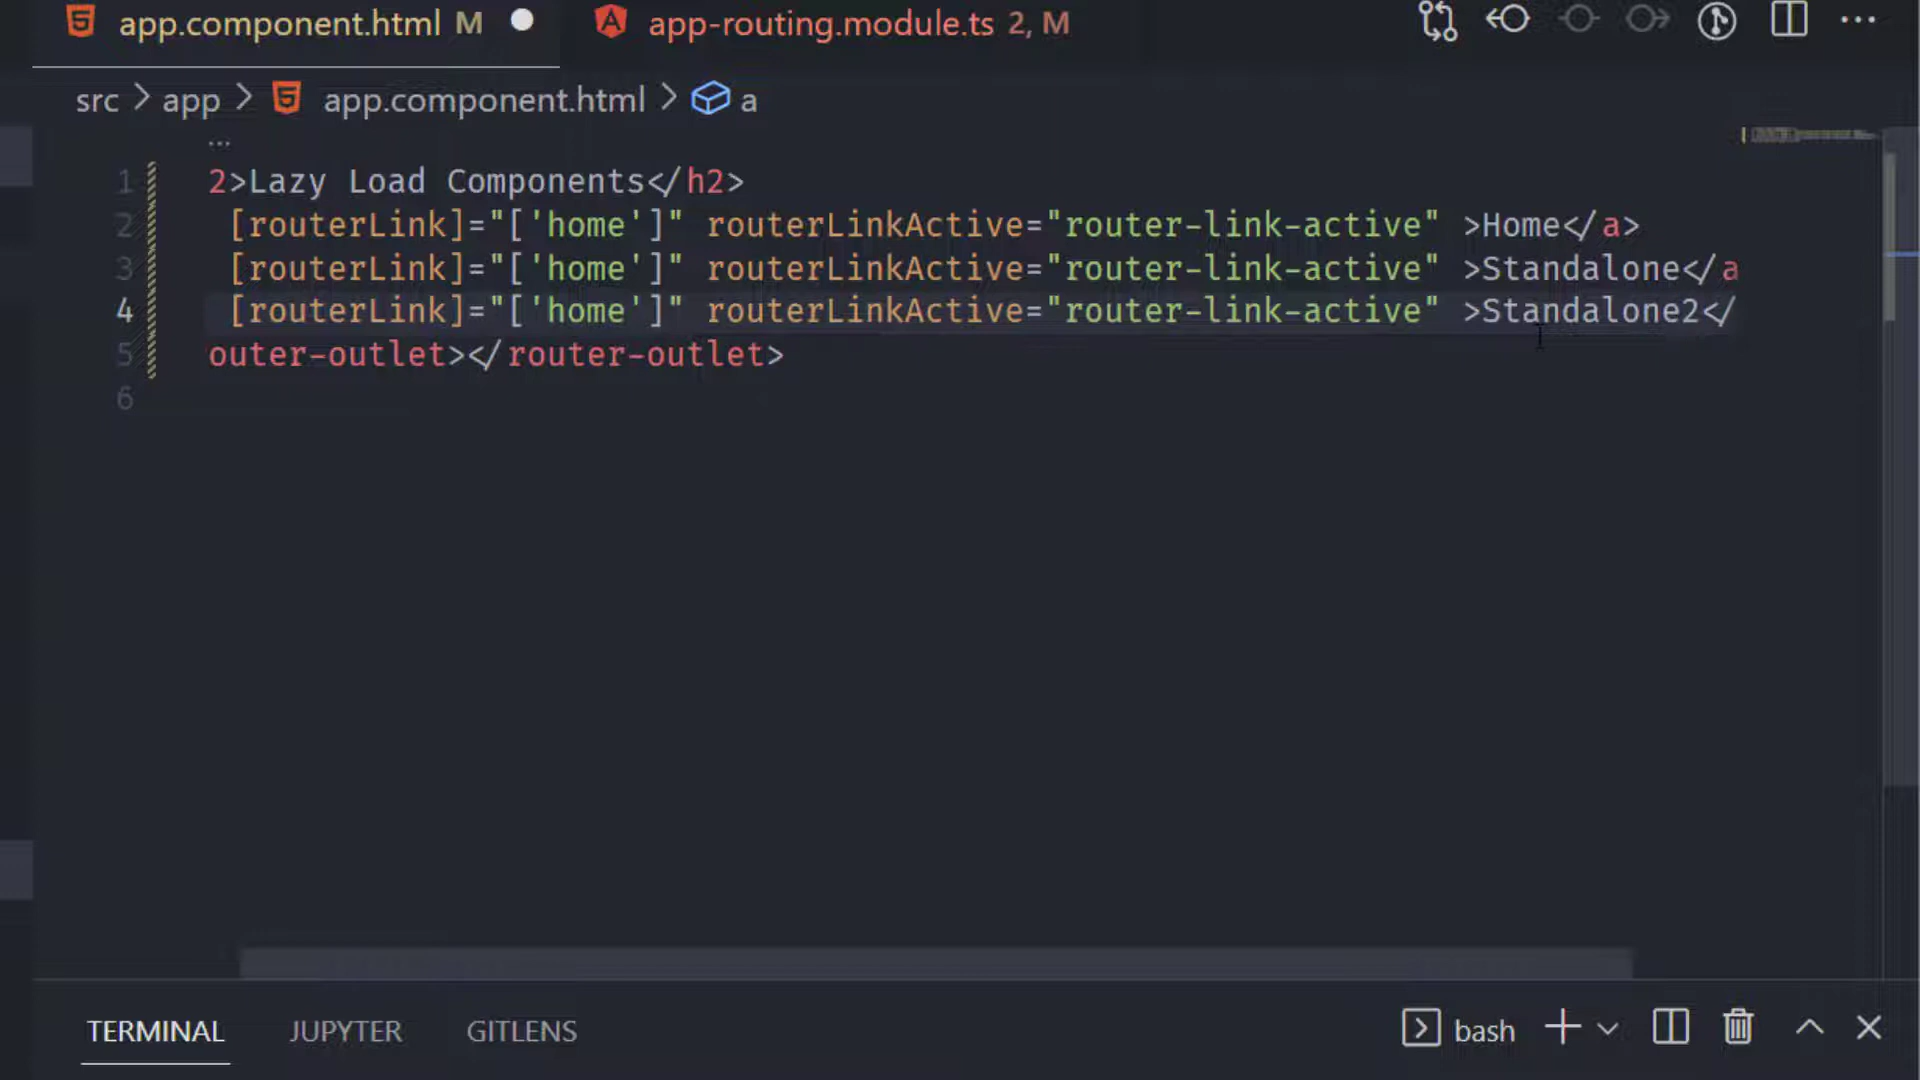 app.component.html M
app-routing.module.ts 2, M
src > app > app.component.html > a
...
1 2>Lazy Load Components</h2>
2 [routerLink]="['home']" routerLinkActive="router-link-active" >Home</a>
3 [routerLink]="['home']" routerLinkActive="router-link-active" >Standalone</a
4 [routerLink]="['home']" routerLinkActive="router-link-active" >Standalone2</
5 outer-outlet></router-outlet>
6
TERMINAL JUPYTER GITLENS bash